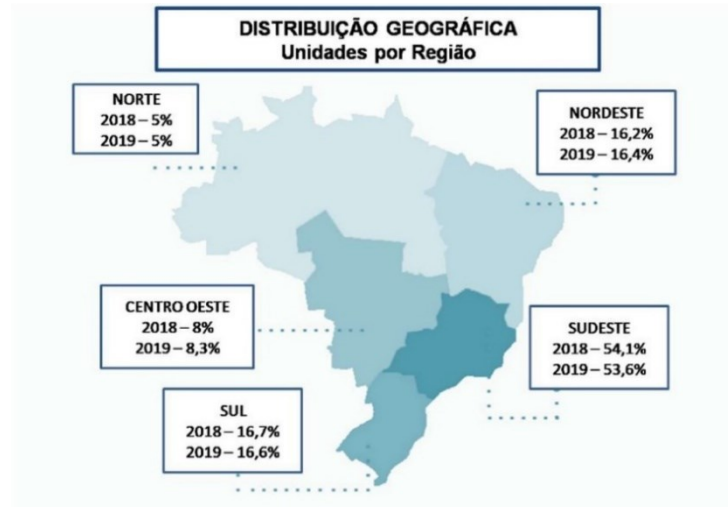 DISTRIBUIÇÃO GEOGRÁFICA
Unidades por Região
NORTE
2018 – 5%
2019 – 5%
NORDESTE
2018 – 16,2%
2019 – 16,4%
CENTRO OESTE
2018 – 8%
2019 – 8,3%
SUDESTE
2018 – 54,1%
2019 – 53,6%
SUL
2018 – 16,7%
2019 – 16,6%